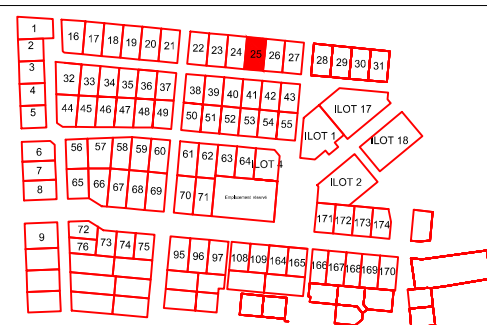 1
2
3
4
5
16 17 18 19 20 21
22 23 24 25 26 27
28 29 30 31
32 33 34 35 36 37
44 45 46 47 48 49
38 39 40 41 42 43
50 51 52 53 54 55
ILOT 17
ILOT 1
ILOT 18
6
7
8
56 57 58 59 60
65 66 67 68 69
61 62 63 64 ILOT 4
70 71 Emplacement réservé
ILOT 2
171 172 173 174
9
72
76 73 74 75
95 96 97
108 109 164 165
166 167 168 169 170